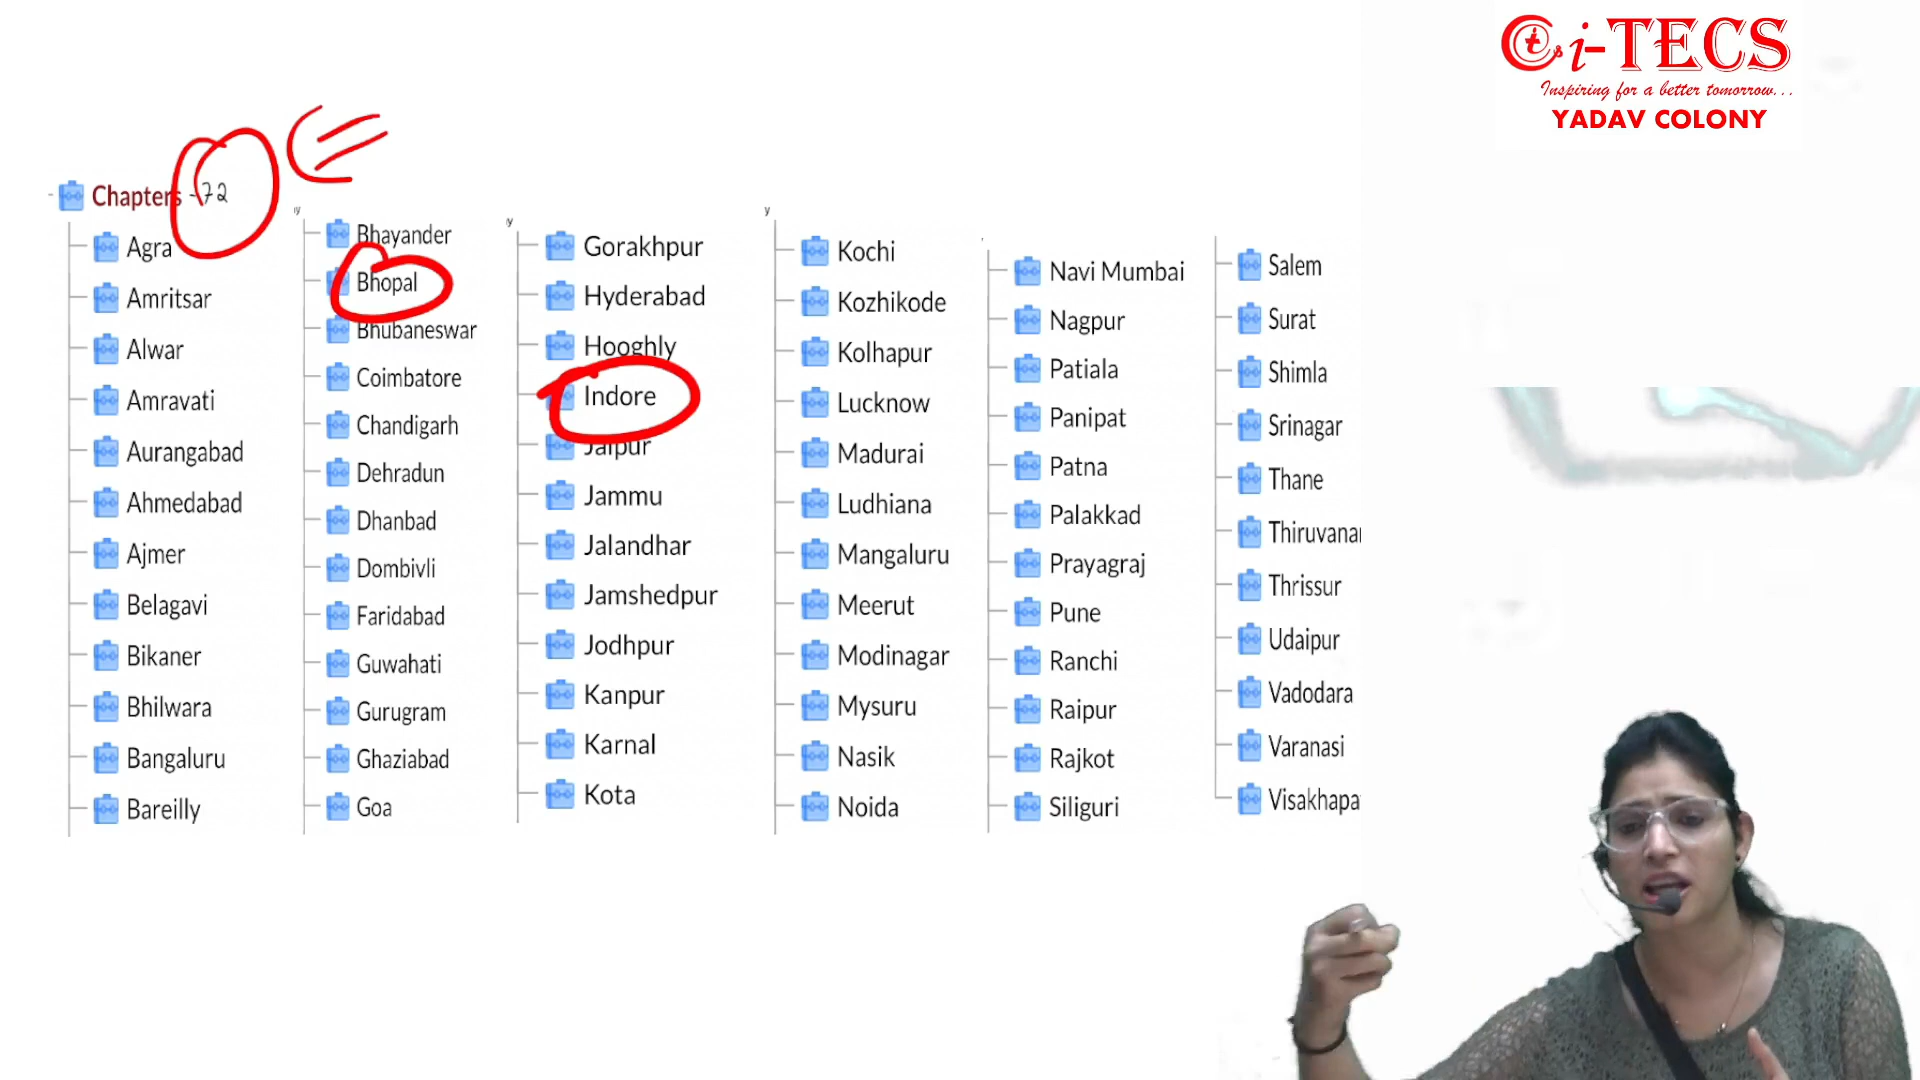 i-TECS
Inspiring for a better tomorrow...
YADAV COLONY
Chapters -72
Agra
Amritsar
Alwar
Amravati
Aurangabad
Ahmedabad
Ajmer
Belagavi
Bikaner
Bhilwara
Bangaluru
Bareilly
Bhayander
Bhopal
Bhubaneswar
Coimbatore
Chandigarh
Dehradun
Dhanbad
Dombivli
Faridabad
Guwahati
Gurugram
Ghaziabad
Goa
Gorakhpur
Hyderabad
Hooghly
Indore
Jaipur
Jammu
Jalandhar
Jamshedpur
Jodhpur
Kanpur
Karnal
Kota
Kochi
Kozhikode
Kolhapur
Lucknow
Madurai
Ludhiana
Mangaluru
Meerut
Modinagar
Mysuru
Nasik
Noida
Navi Mumbai
Nagpur
Patiala
Panipat
Patna
Palakkad
Prayagraj
Pune
Ranchi
Raipur
Rajkot
Siliguri
Salem
Surat
Shimla
Srinagar
Thane
Thiruvana
Thrissur
Udaipur
Vadodara
Varanasi
Visakhapa